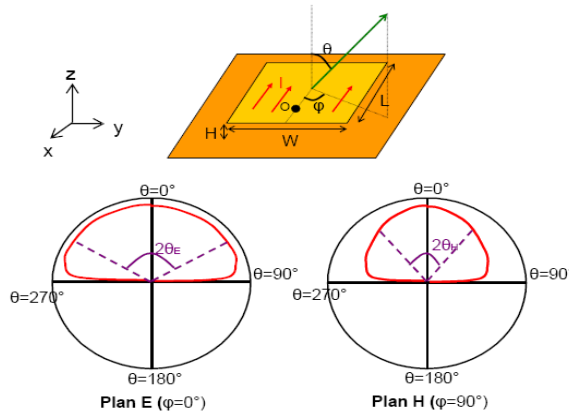 θ
z
I
L
O
φ
y
H
x
W
θ=0°
θ=0°
2θE
2θH
θ=90°
θ=90
θ=270°
θ=270°
θ=180°
θ=180°
Plan E (φ=0°)
Plan H (φ=90°)